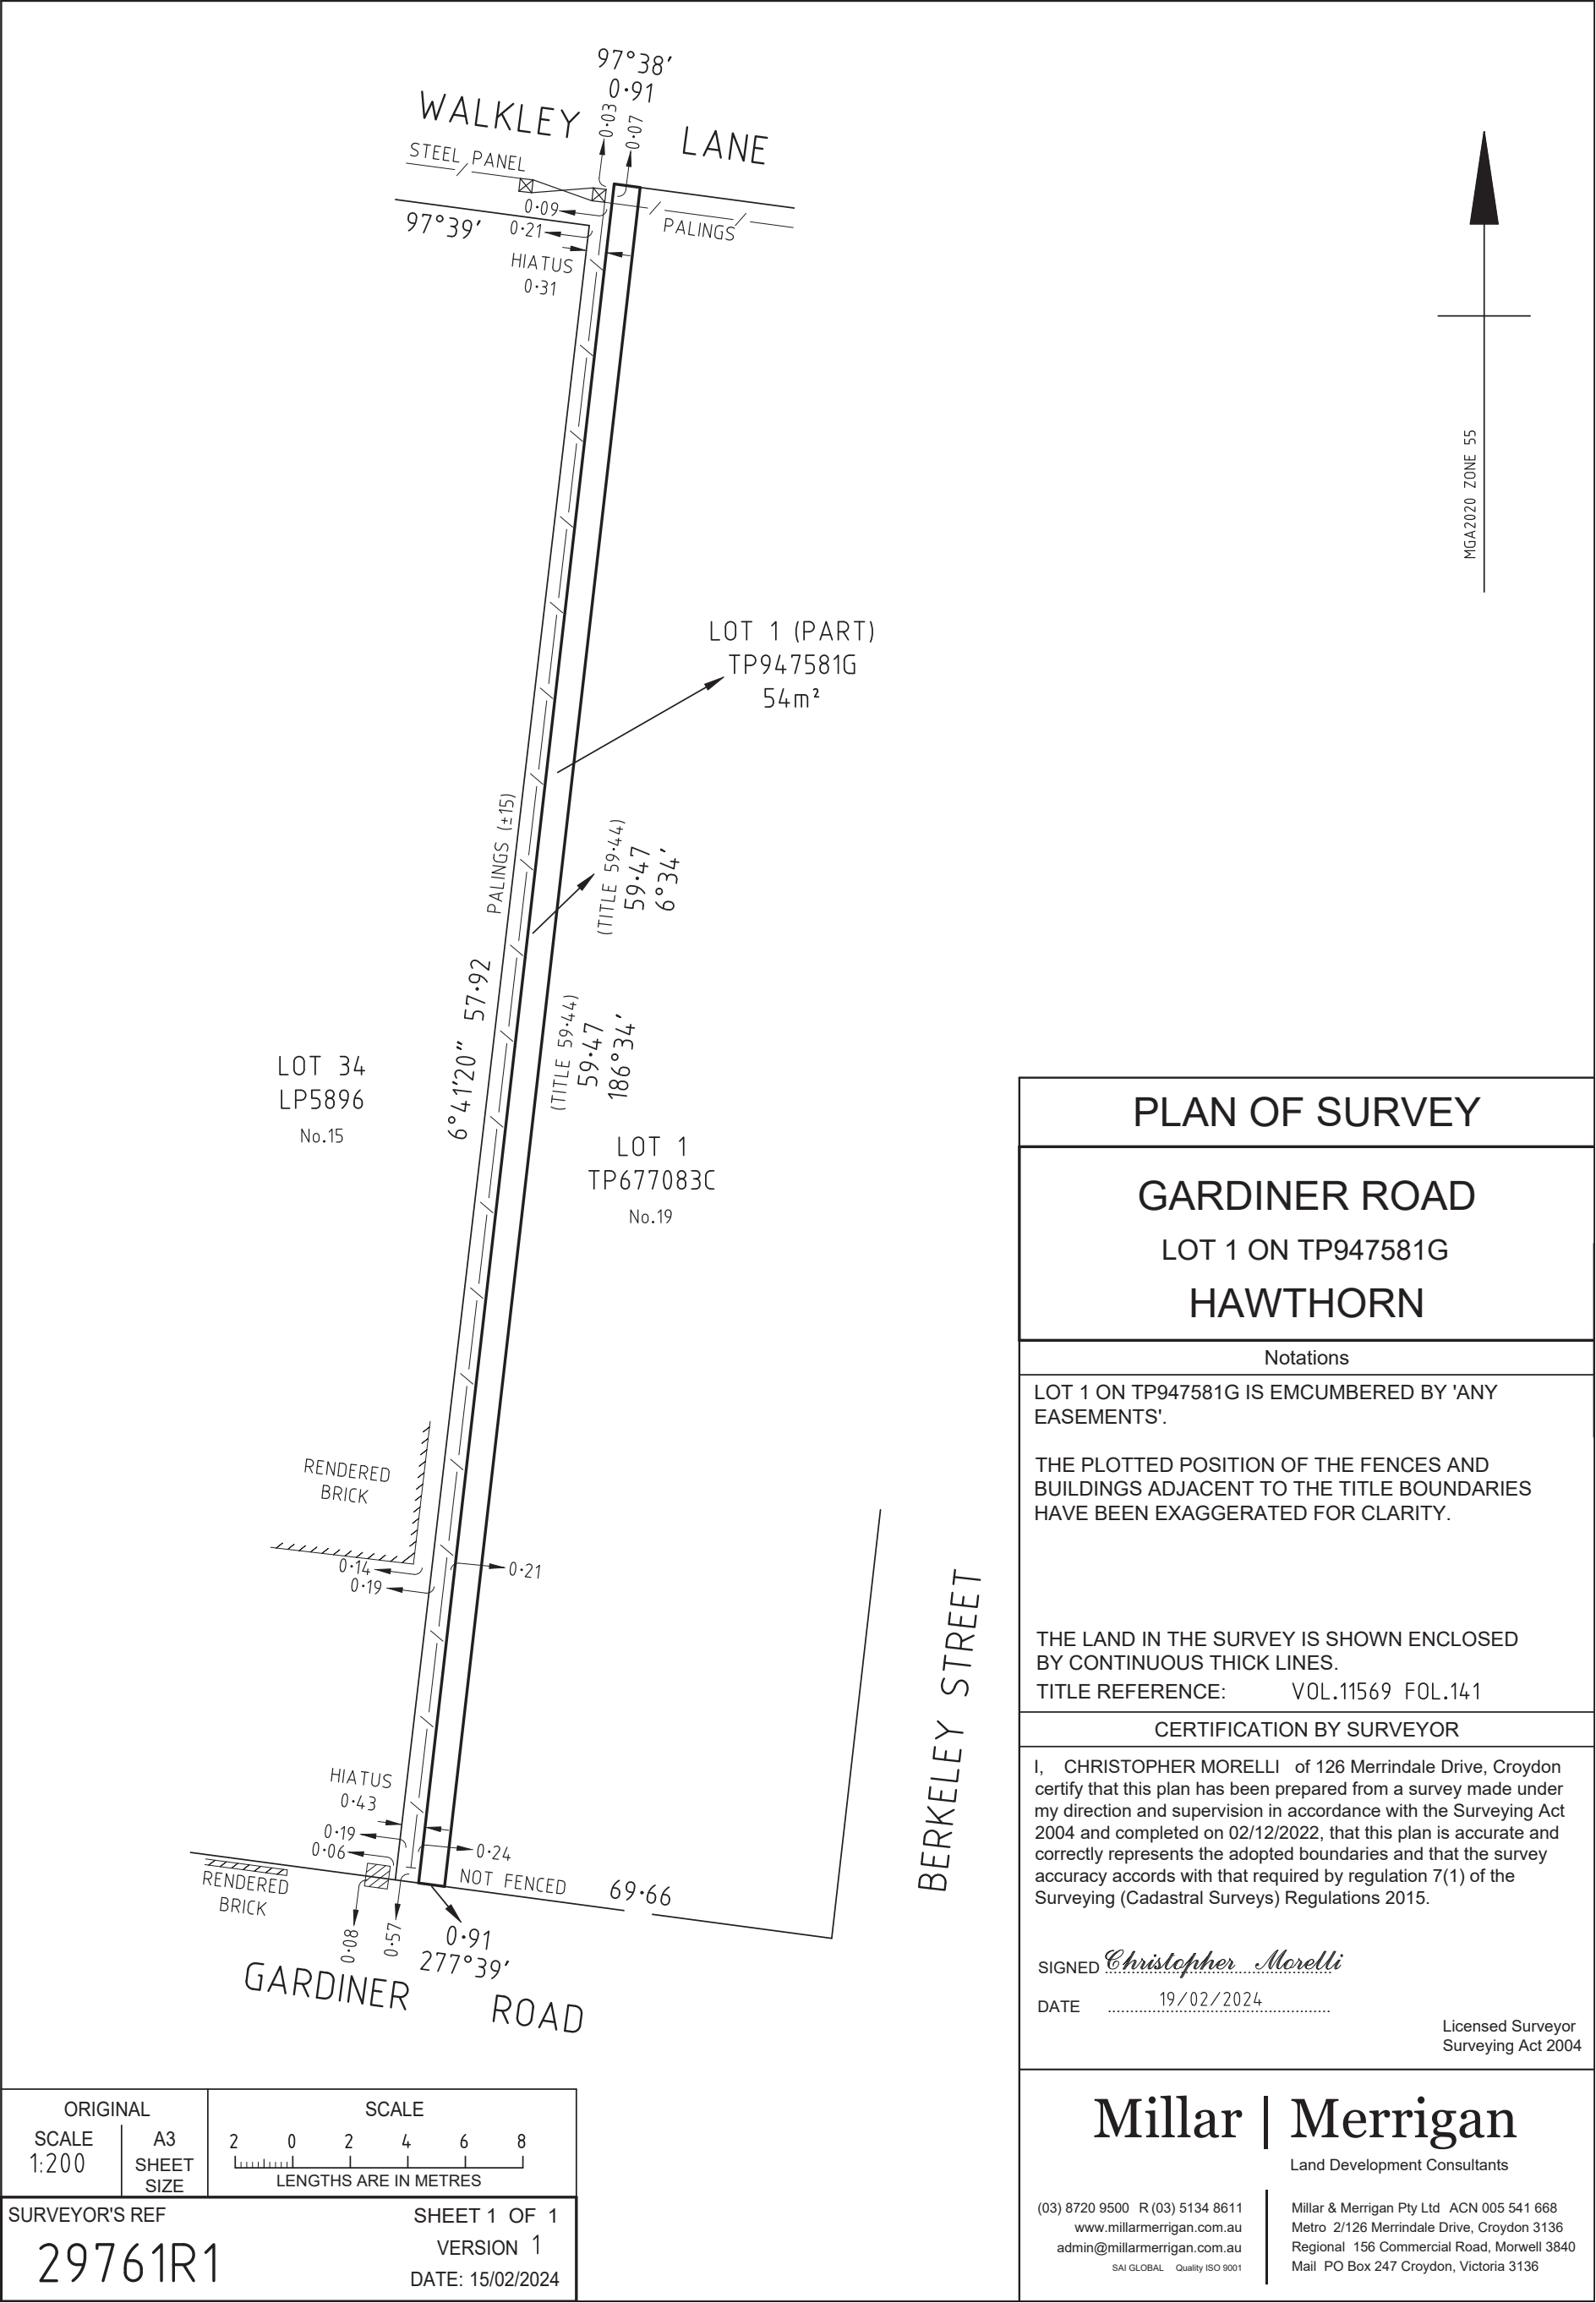 97°38'
0·91
WALKLEY LANE
0·03
0·07
STEEL PANEL
0·09
97°39'
0·21
PALINGS
HIATUS
0·31
MGA2020 ZONE 55
LOT 1 (PART)
TP947581G
54m²
PALINGS (±15)
(TITLE 59·44)
59·47
6°34'
6°41'20" 57·92
(TITLE 59·44)
59·47
186°34'
LOT 34
LP5896
No.15
LOT 1
TP677083C
No.19
RENDERED
BRICK
0·14
0·19
0·21
BERKELEY STREET
HIATUS
0·43
0·19
0·06
0·24
NOT FENCED
69·66
RENDERED
BRICK
0·08
0·57
0·91
277°39'
GARDINER ROAD
PLAN OF SURVEY
GARDINER ROAD
LOT 1 ON TP947581G
HAWTHORN
Notations
LOT 1 ON TP947581G IS EMCUMBERED BY 'ANY
EASEMENTS'.
THE PLOTTED POSITION OF THE FENCES AND
BUILDINGS ADJACENT TO THE TITLE BOUNDARIES
HAVE BEEN EXAGGERATED FOR CLARITY.
THE LAND IN THE SURVEY IS SHOWN ENCLOSED
BY CONTINUOUS THICK LINES.
TITLE REFERENCE: VOL.11569 FOL.141
CERTIFICATION BY SURVEYOR
I, CHRISTOPHER MORELLI of 126 Merrindale Drive, Croydon
certify that this plan has been prepared from a survey made under
my direction and supervision in accordance with the Surveying Act
2004 and completed on 02/12/2022, that this plan is accurate and
correctly represents the adopted boundaries and that the survey
accuracy accords with that required by regulation 7(1) of the
Surveying (Cadastral Surveys) Regulations 2015.
SIGNED Christopher Morelli
DATE 19/02/2024
Licensed Surveyor
Surveying Act 2004
Millar | Merrigan
Land Development Consultants
(03) 8720 9500 R (03) 5134 8611
www.millarmerrigan.com.au
admin@millarmerrigan.com.au
SAI GLOBAL Quality ISO 9001
Millar & Merrigan Pty Ltd ACN 005 541 668
Metro 2/126 Merrindale Drive, Croydon 3136
Regional 156 Commercial Road, Morwell 3840
Mail PO Box 247 Croydon, Victoria 3136
ORIGINAL
SCALE
1:200
A3
SHEET
SIZE
SCALE
2 0 2 4 6 8
LENGTHS ARE IN METRES
SURVEYOR'S REF
29761R1
SHEET 1 OF 1
VERSION 1
DATE: 15/02/2024